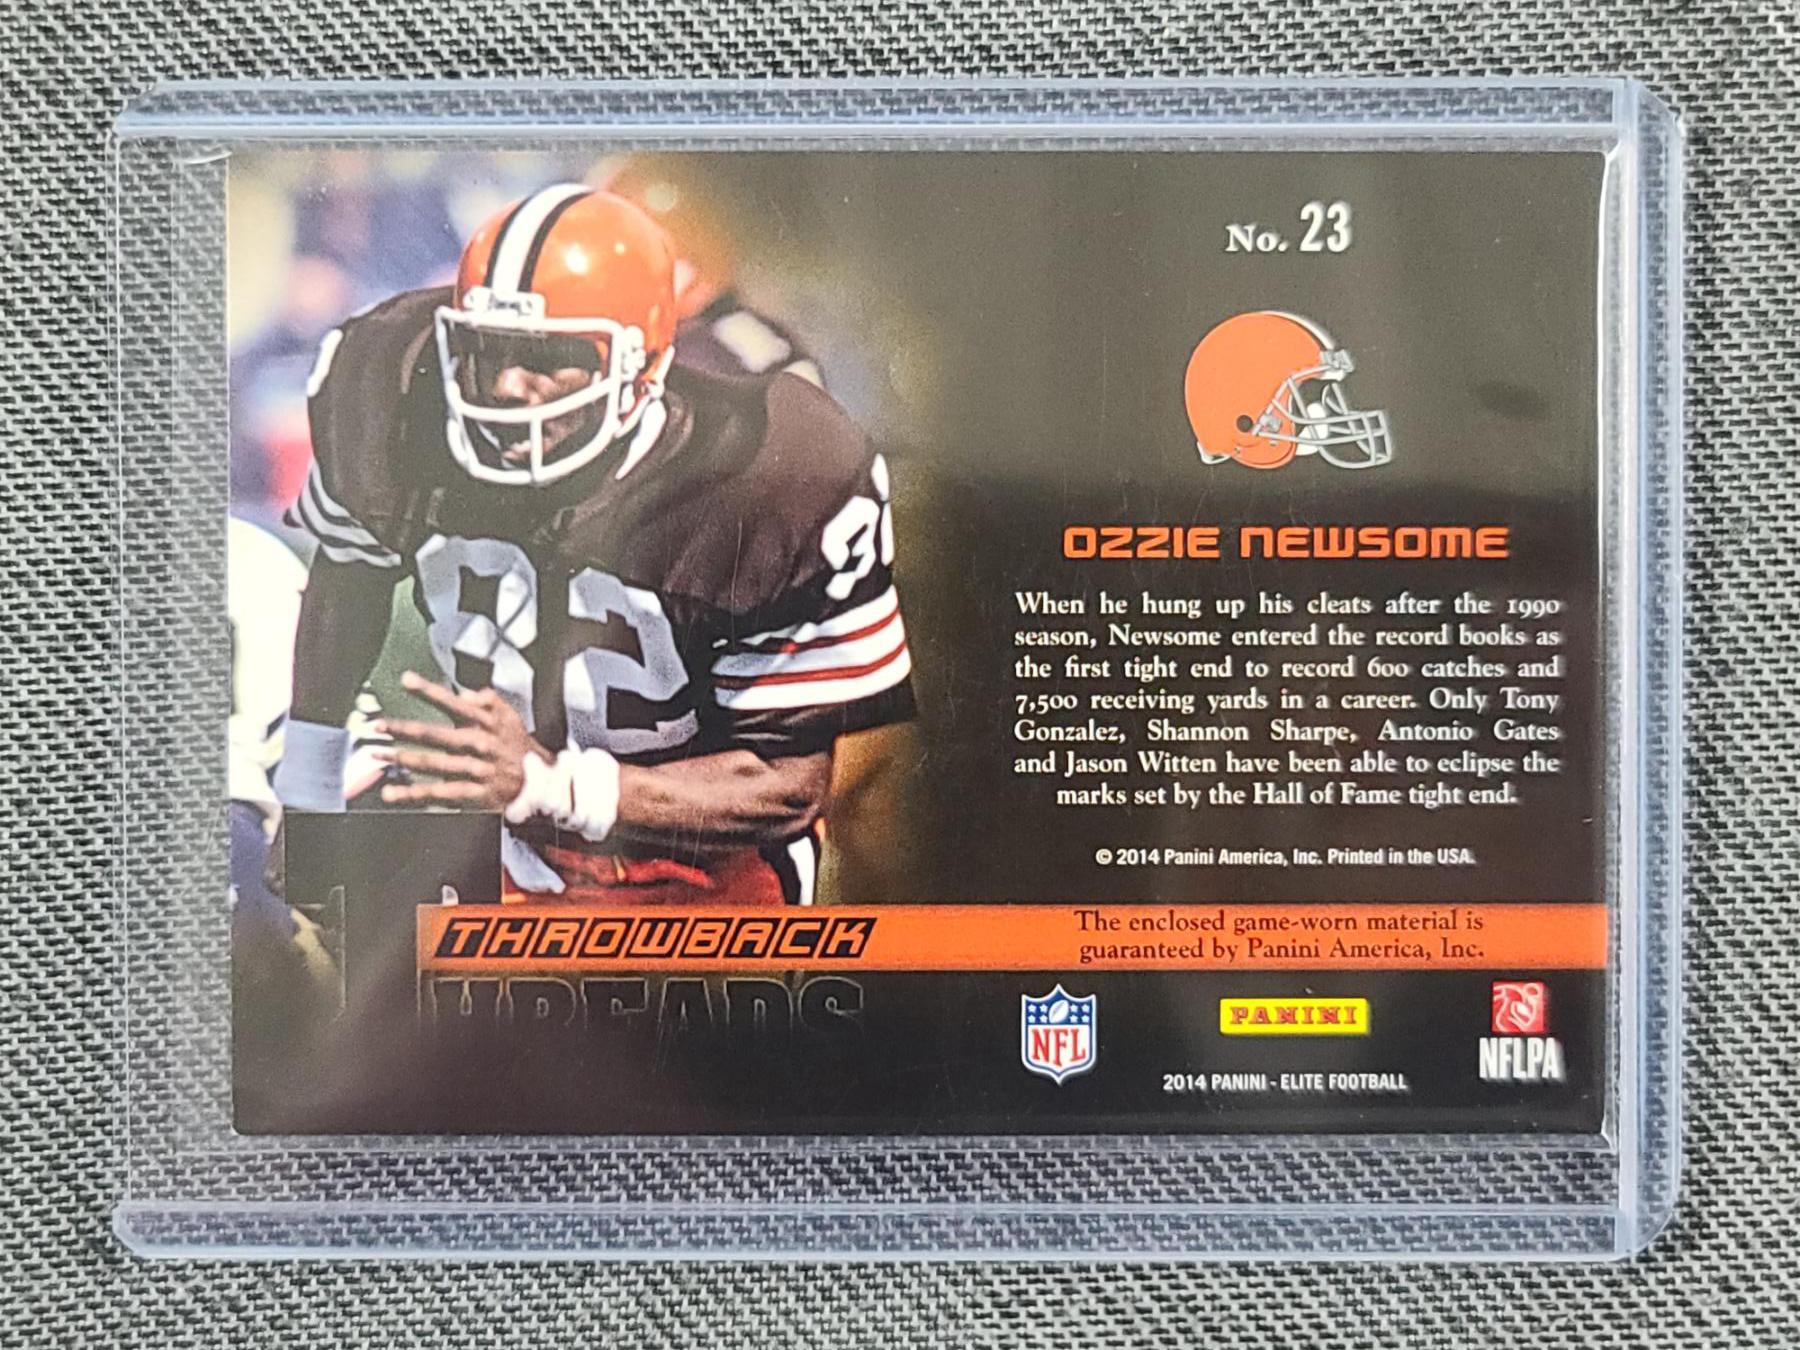 No. 23
OZZIE NEWSOME
When he hung up his cleats after the 1990
season, Newsome entered the record books as
the first tight end to record 600 catches and
7,500 receiving yards in a career. Only Tony
Gonzalez, Shannon Sharpe, Antonio Gates
and Jason Witten have been able to eclipse the
marks set by the Hall of Fame tight end.
© 2014 Panini America, Inc. Printed in the USA.
82
THROWBACK
THREADS
The enclosed game-worn material is
guaranteed by Panini America, Inc.
NFL
PANINI
NFLPA
2014 PANINI - ELITE FOOTBALL